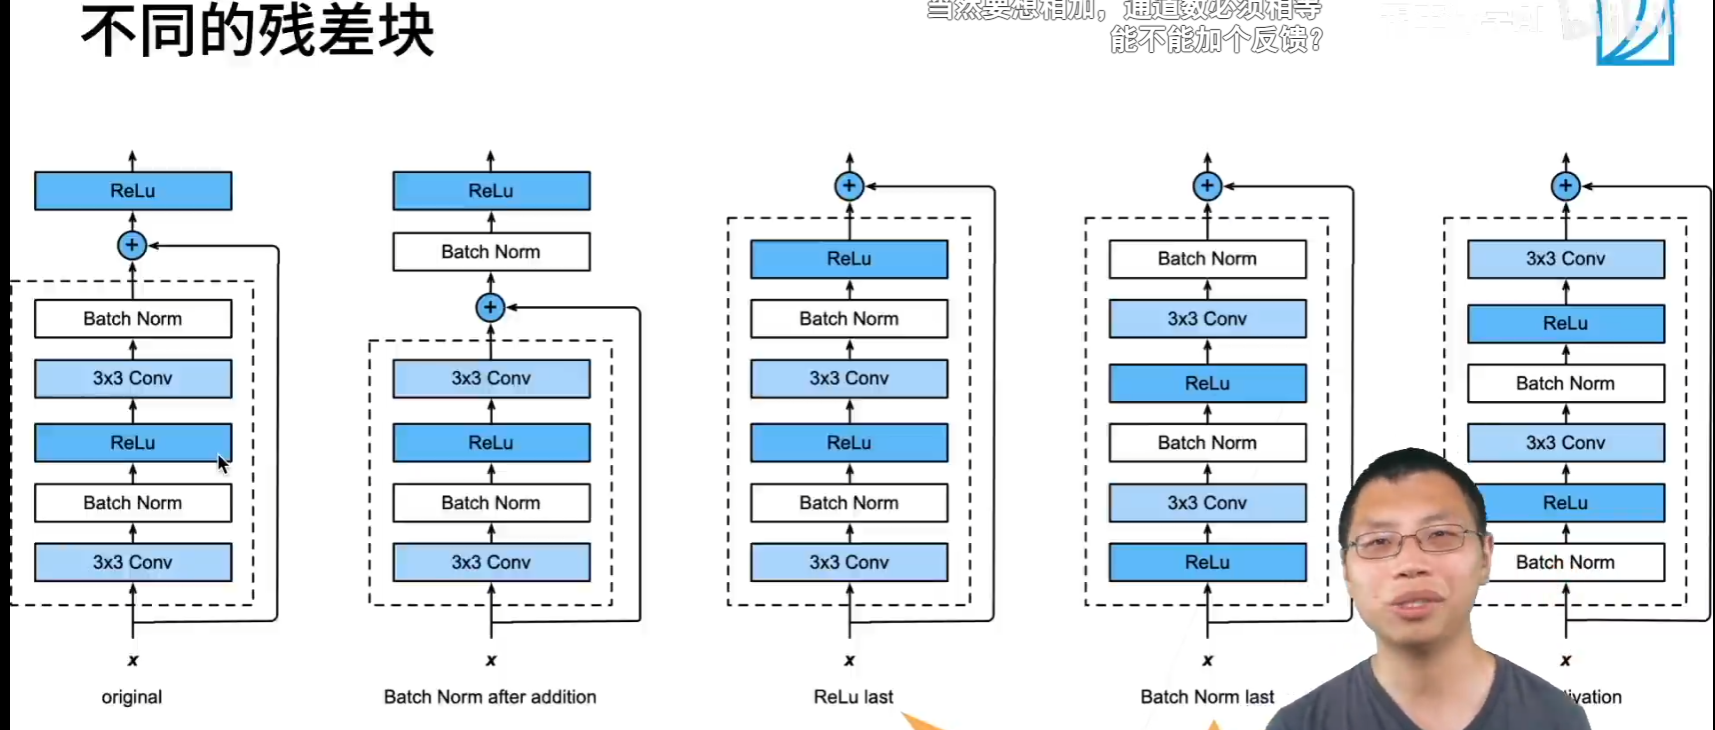 不同的残差块
当然要想相加，通道数必须相等
能不能加个反馈？
ReLu
Batch Norm
3x3 Conv
ReLu
Batch Norm
3x3 Conv
x
original
ReLu
Batch Norm
3x3 Conv
ReLu
Batch Norm
3x3 Conv
x
Batch Norm after addition
ReLu
Batch Norm
3x3 Conv
ReLu
Batch Norm
3x3 Conv
x
ReLu last
Batch Norm
3x3 Conv
ReLu
Batch Norm
3x3 Conv
ReLu
x
Batch Norm last
3x3 Conv
ReLu
Batch Norm
3x3 Conv
ReLu
Batch Norm
x
ivation